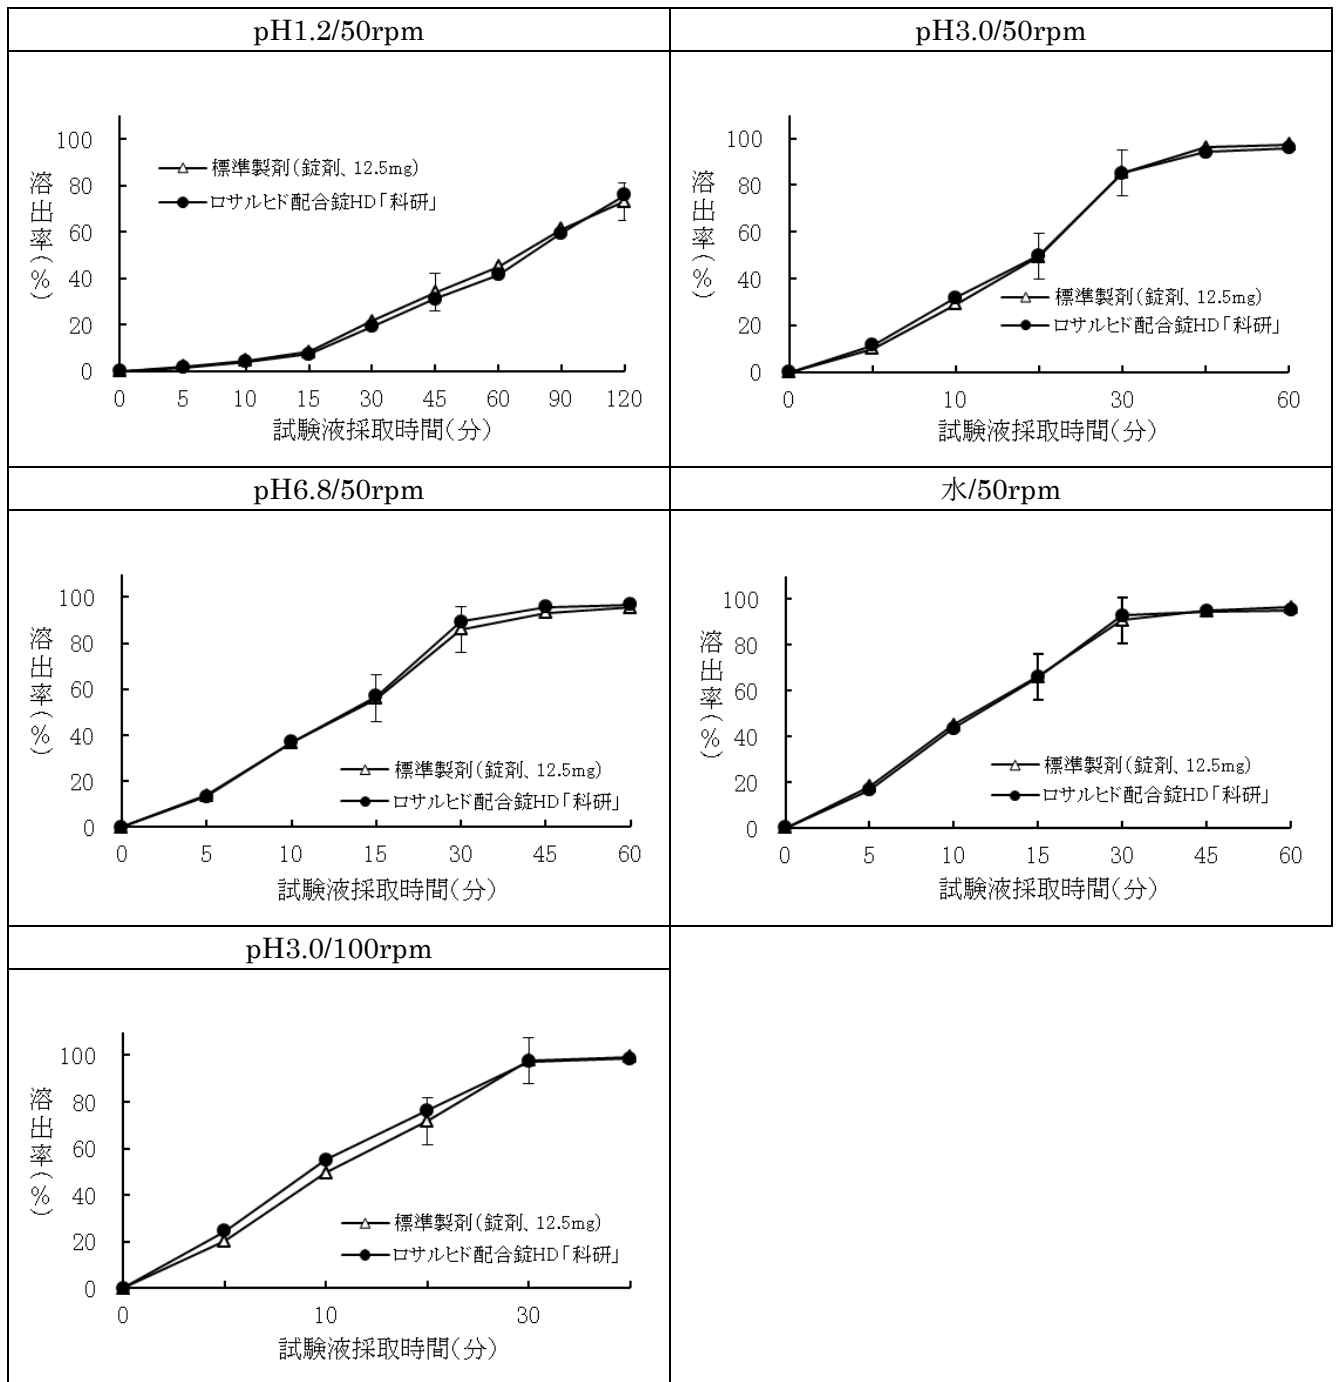 pH1.2/50rpm
pH3.0/50rpm
溶出率(%)
100
80
60
40
20
0
標準製剤(錠剤、12.5mg)
ロサルヒド配合錠HD「科研」
0 5 10 15 30 45 60 90 120
試験液採取時間(分)
溶出率(%)
100
80
60
40
20
0
標準製剤(錠剤、12.5mg)
ロサルヒド配合錠HD「科研」
0 10 30 60
試験液採取時間(分)
pH6.8/50rpm
水/50rpm
溶出率(%)
100
80
60
40
20
0
標準製剤(錠剤、12.5mg)
ロサルヒド配合錠HD「科研」
0 5 10 15 30 45 60
試験液採取時間(分)
溶出率(%)
100
80
60
40
20
0
標準製剤(錠剤、12.5mg)
ロサルヒド配合錠HD「科研」
0 5 10 15 30 45 60
試験液採取時間(分)
pH3.0/100rpm
溶出率(%)
100
80
60
40
20
0
標準製剤(錠剤、12.5mg)
ロサルヒド配合錠HD「科研」
0 10 30
試験液採取時間(分)